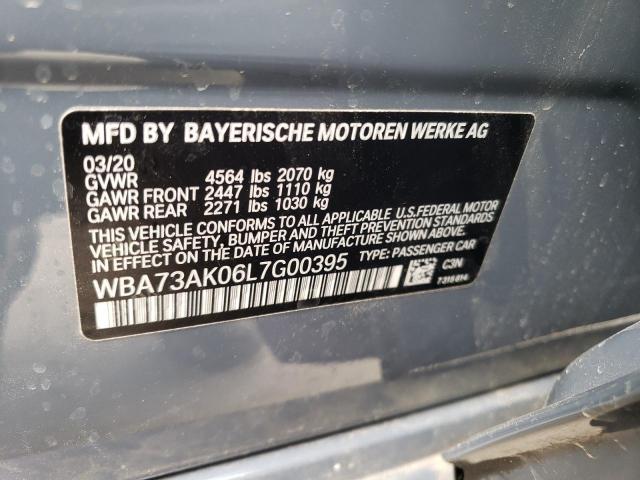 MFD BY BAYERISCHE MOTOREN WERKE AG
03/20
GVWR 4564 lbs 2070 kg
GAWR FRONT 2447 lbs 1110 kg
GAWR REAR 2271 lbs 1030 kg
THIS VEHICLE CONFORMS TO ALL APPLICABLE U.S.FEDERAL MOTOR
VEHICLE SAFETY, BUMPER, AND THEFT PREVENTION STANDARDS
IN EFFECT ON THE DATE OF MANUFACTURE SHOWN ABOVE.
WBA73AK06L7G00395 TYPE: PASSENGER CAR
C3N